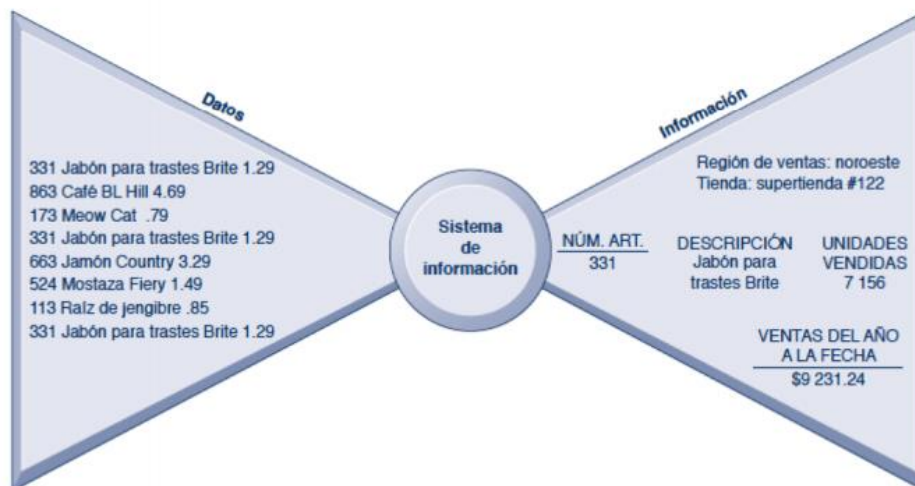 Datos
331 Jabón para trastes Brite 1.29
863 Café BL Hill 4.69
173 Meow Cat .79
331 Jabón para trastes Brite 1.29
663 Jamón Country 3.29
524 Mostaza Fiery 1.49
113 Raíz de jengibre .85
331 Jabón para trastes Brite 1.29
Sistema
de
información
Información
Región de ventas: noroeste
Tienda: supertienda #122
NÚM. ART.
331
DESCRIPCIÓN
Jabón para
trastes Brite
UNIDADES
VENDIDAS
7 156
VENTAS DEL AÑO
A LA FECHA
$9 231.24